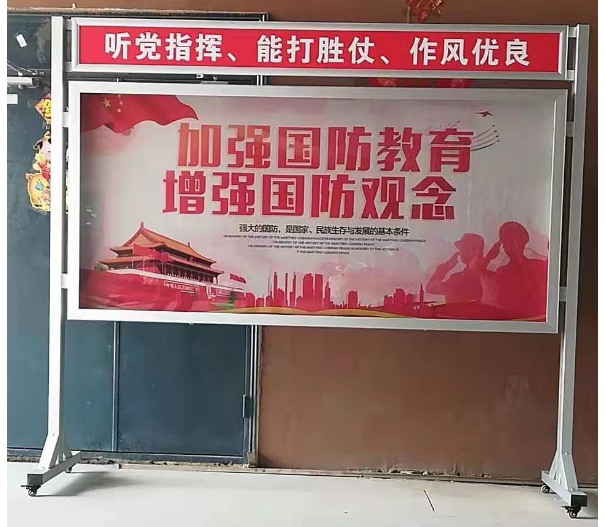 听党指挥、能打胜仗、作风优良
加强国防教育
增强国防观念
强大的国防，是国家、民族生存与发展的基本条件